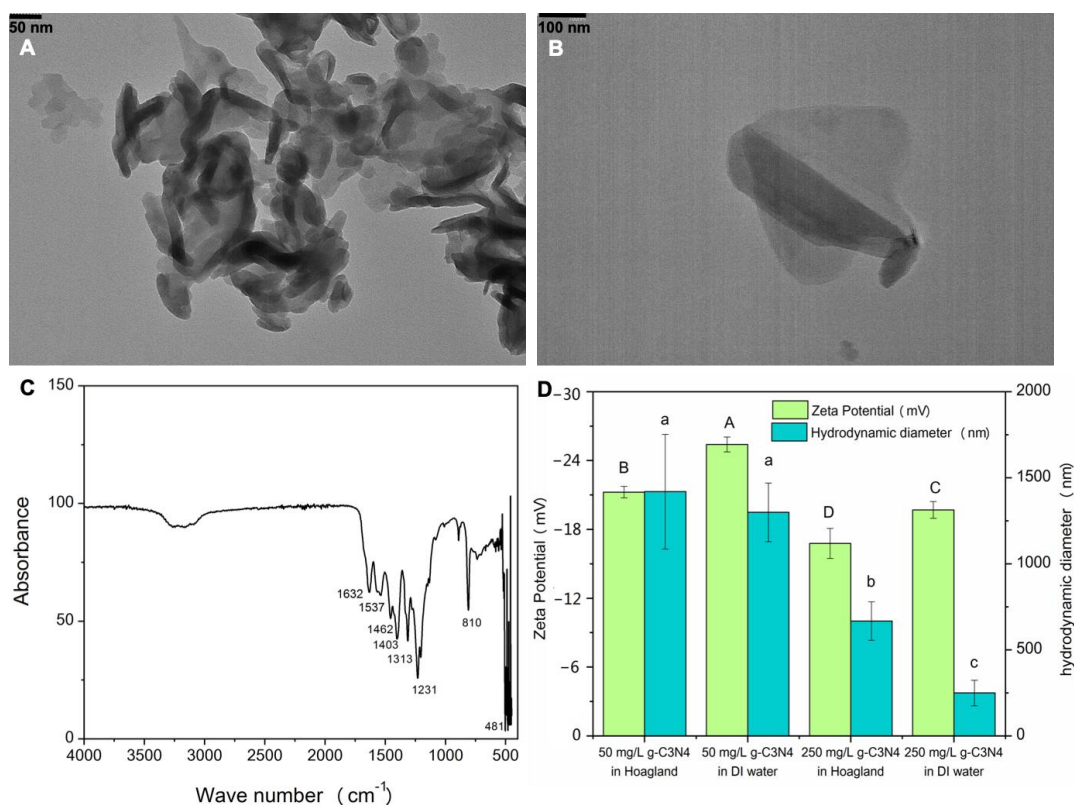 50 nm
A
100 nm
B
C
150
100
50
0
Absorbance
1632
1537
1462
1403
1313
1231
810
481
4000 3500 3000 2500 2000 1500 1000 500
Wave number (cm-1)
D
-30
-24
-18
-12
-6
0
Zeta Potential (mV)
Zeta Potential (mV)
Hydrodynamic diameter (nm)
B
a
A
a
D
b
C
c
2000
1500
1000
500
0
hydrodynamic diameter (nm)
50 mg/L g-C3N4 50 mg/L g-C3N4 250 mg/L g-C3N4 250 mg/L g-C3N4
in Hoagland in DI water in Hoagland in DI water